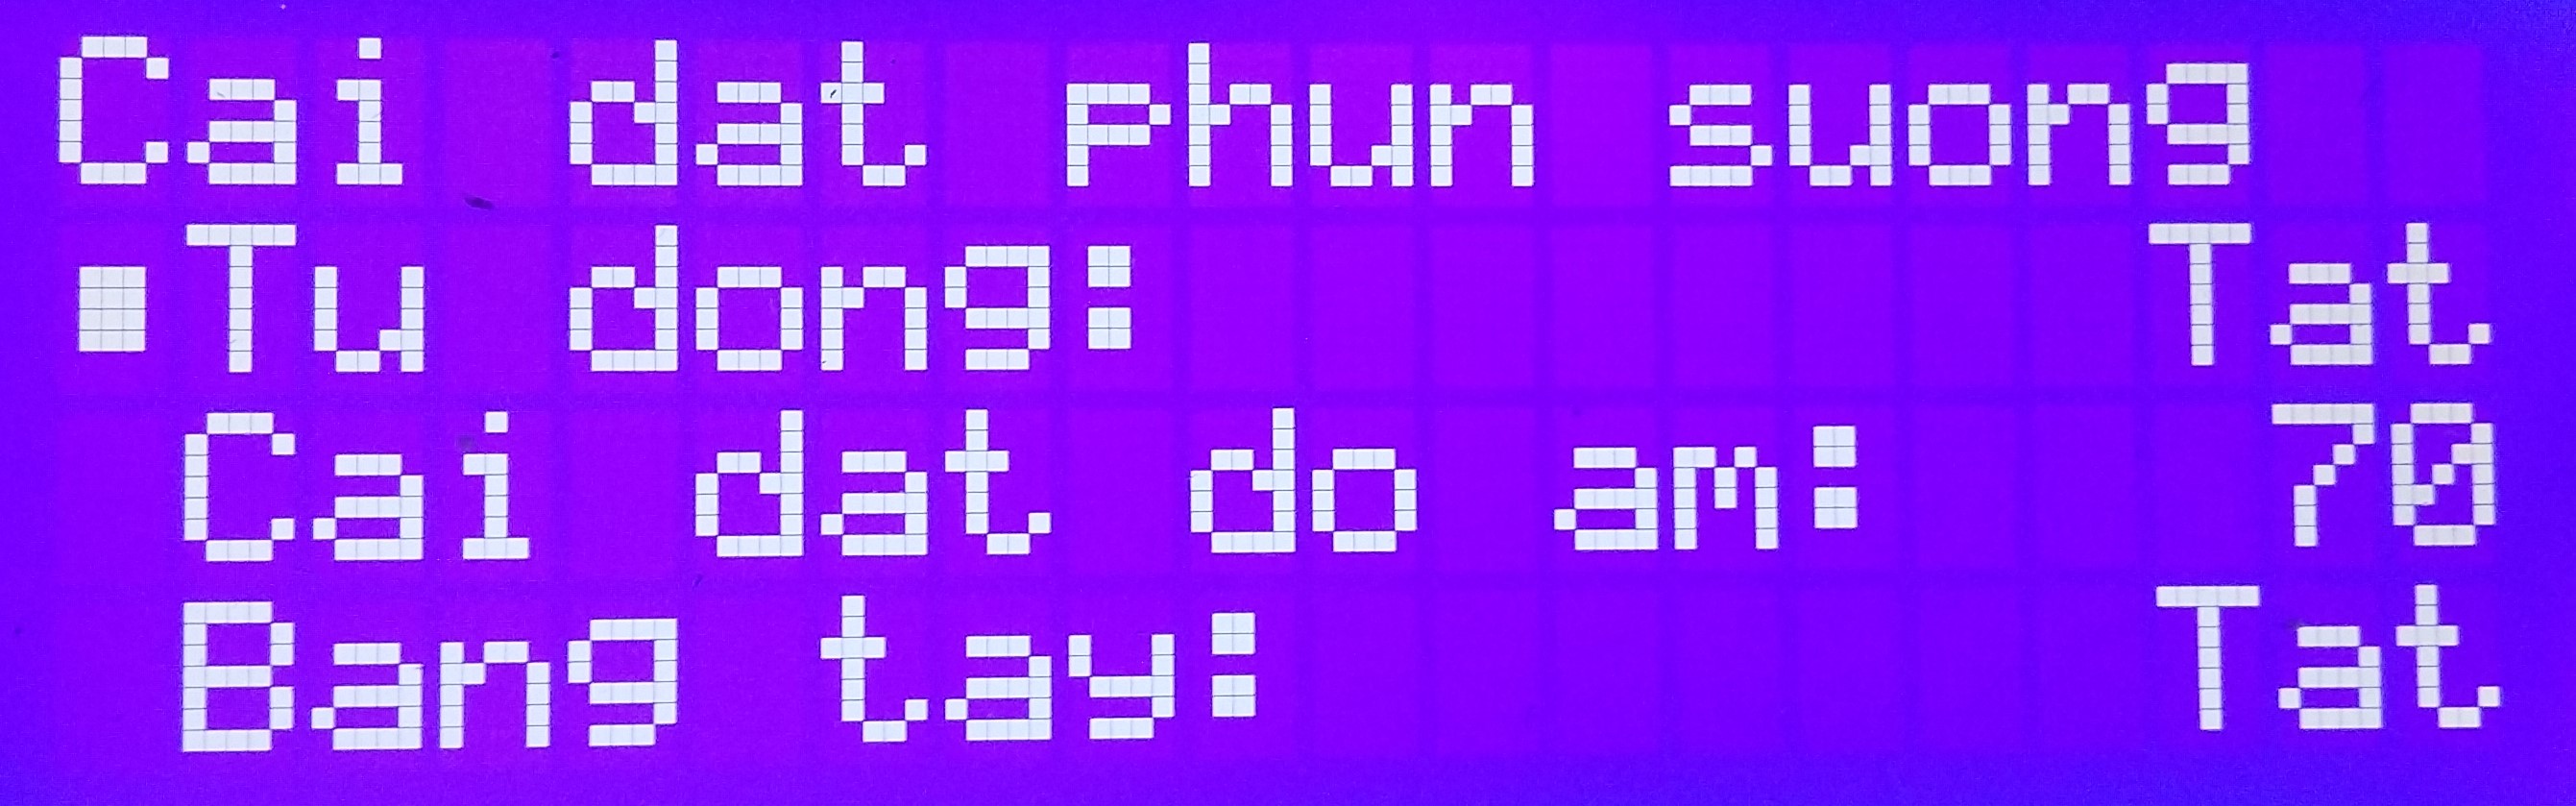 Cai dat phun suong
■Tu dong: Tat
Cai dat do am: 70
Bang tay: Tat